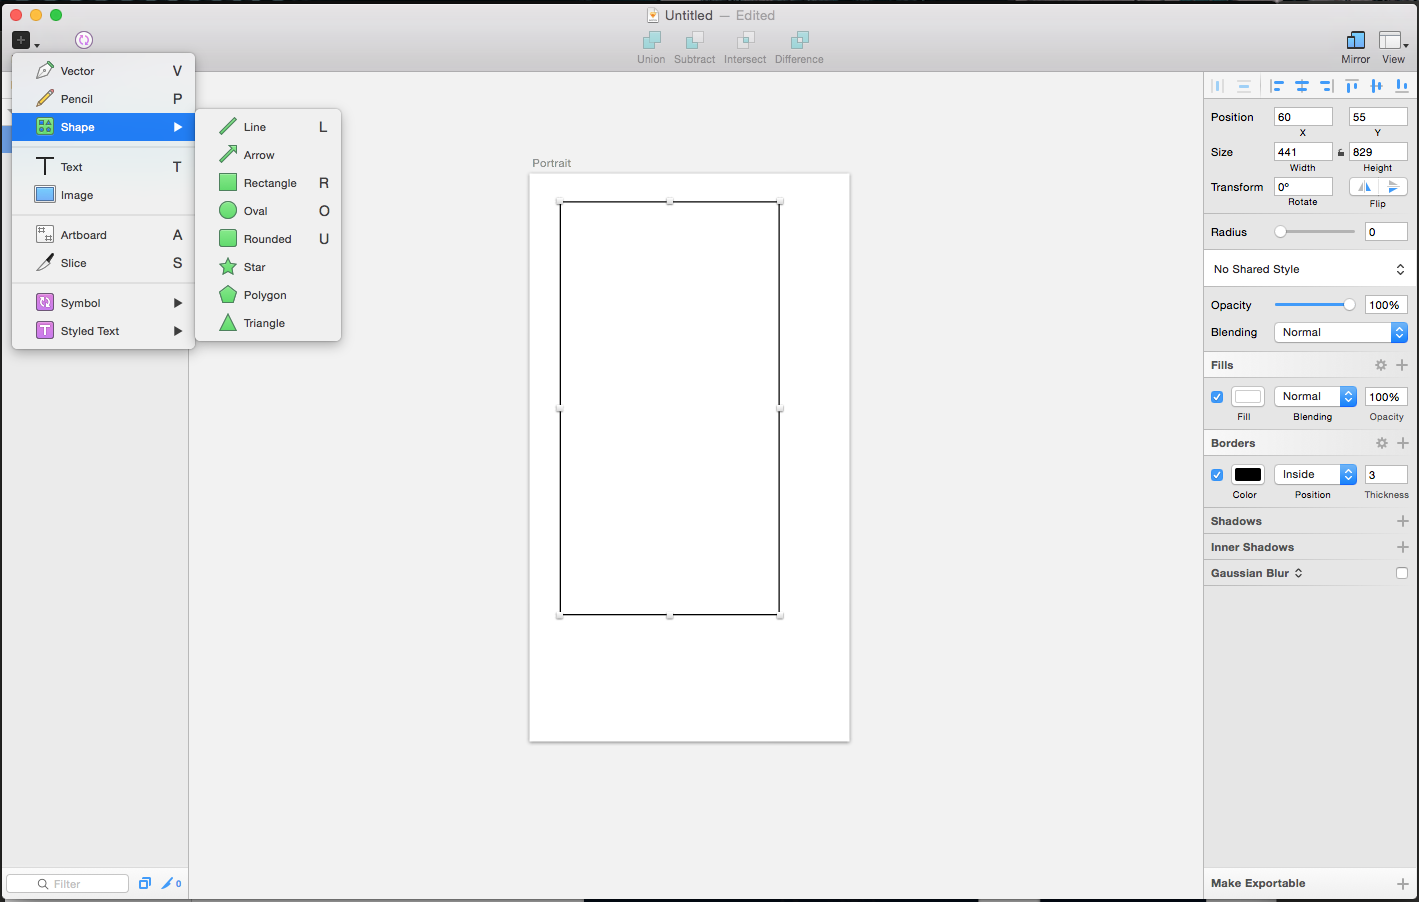 Untitled — Edited
Union Subtract Intersect Difference
Mirror View
Vector V
Pencil P
Shape
Text T
Image
Artboard A
Slice S
Symbol
Styled Text
Line L
Arrow
Rectangle R
Oval O
Rounded U
Star
Polygon
Triangle
Portrait
Position 60 55
X Y
Size 441 829
Width Height
Transform 0º
Rotate Flip
Radius 0
No Shared Style
Opacity 100%
Blending Normal
Fills
Normal 100%
Fill Blending Opacity
Borders
Inside 3
Color Position Thickness
Shadows
Inner Shadows
Gaussian Blur
Filter 0
Make Exportable